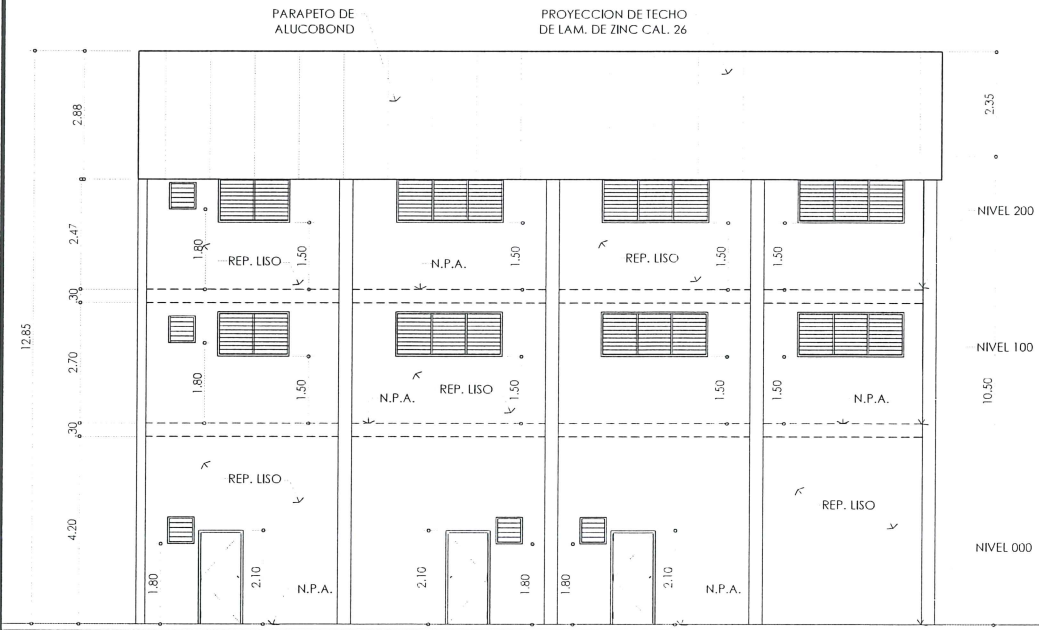 PARAPETO DE
ALUCOBOND
PROYECCION DE TECHO
DE LAM. DE ZINC CAL. 26
2.88
2.35
NIVEL 200
2.47
1.80
REP. LISO
1.50
N.P.A.
1.50
REP. LISO
1.50
1.50
.30
12.85
NIVEL 100
2.70
1.80
1.50
N.P.A.
REP. LISO
1.50
1.50
1.50
N.P.A.
10.50
.30
REP. LISO
REP. LISO
4.20
NIVEL 000
1.80
2.10
N.P.A.
2.10
1.80
1.80
2.10
N.P.A.